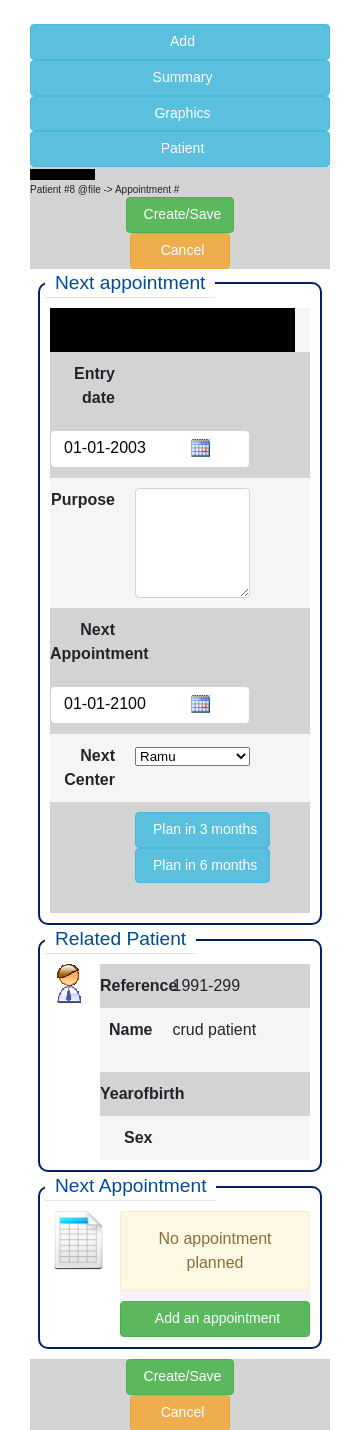 Add
Summary
Graphics
Patient
Patient #8 @file -> Appointment #
Create/Save
Cancel
Next appointment
Entry
date
01-01-2003
Purpose
Next
Appointment
01-01-2100
Next
Center
Ramu
Plan in 3 months
Plan in 6 months
Related Patient
Reference 1991-299
Name crud patient
Yearofbirth
Sex
Next Appointment
No appointment
planned
Add an appointment
Create/Save
Cancel